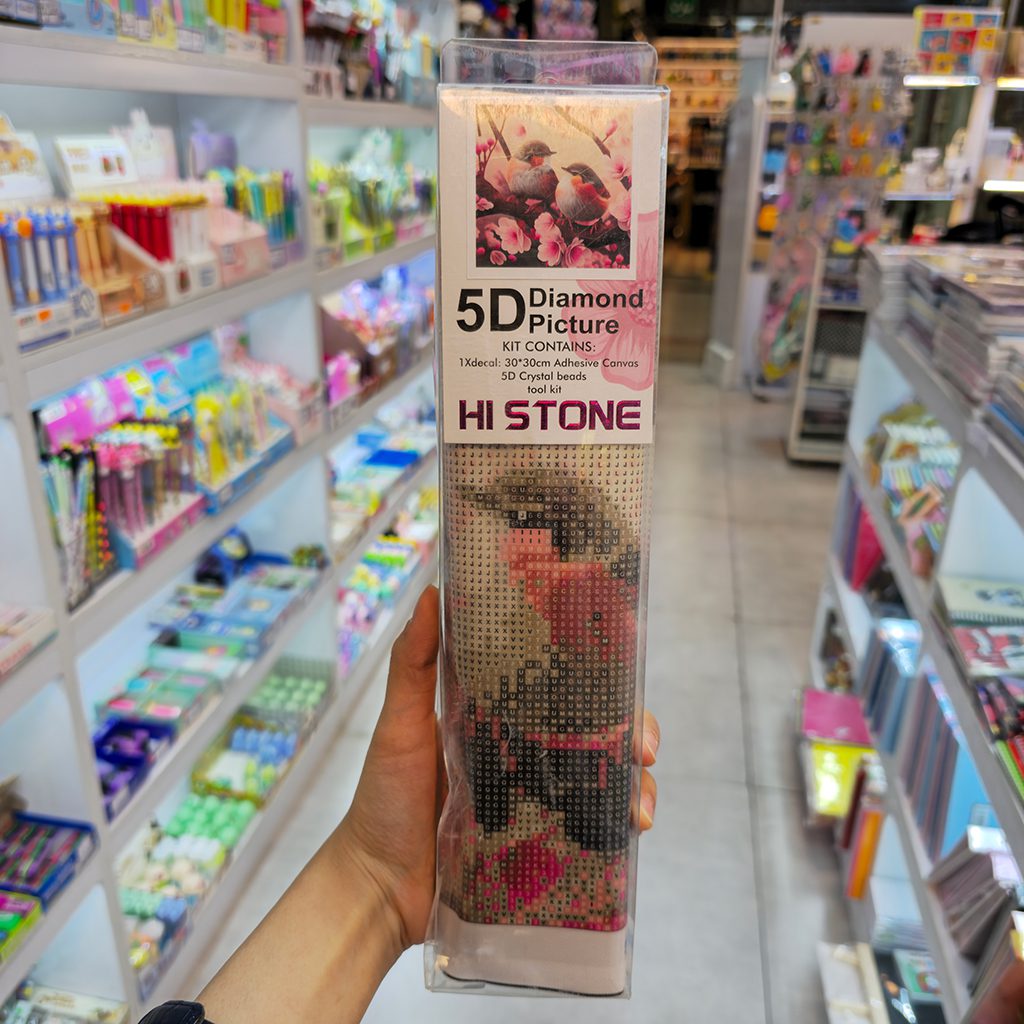 5D Diamond
Picture
KIT CONTAINS:
1Xdecal: 30*30cm Adhesive Canvas
5D Crystal beads
tool kit
HI STONE